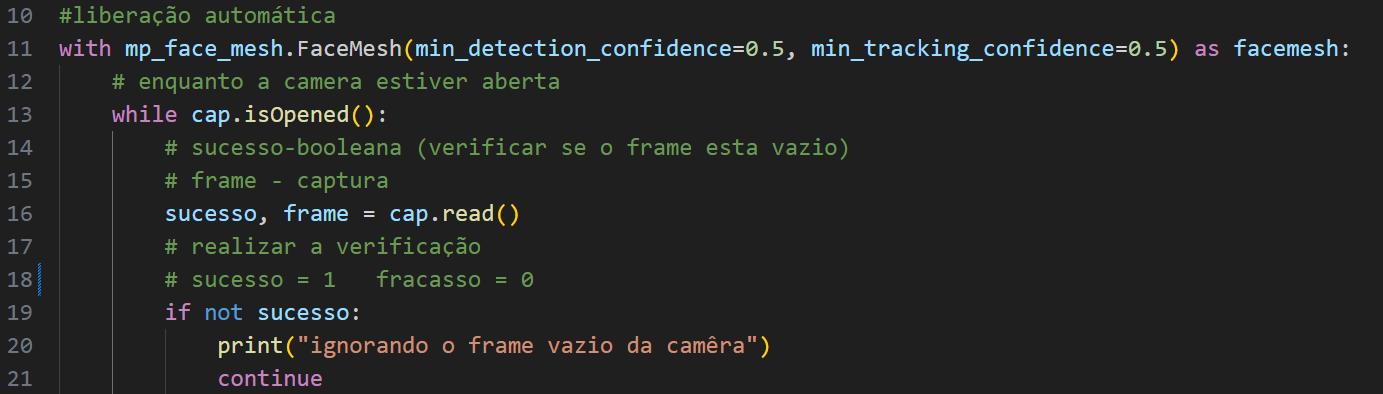 10 #liberação automática
11 with mp_face_mesh.FaceMesh(min_detection_confidence=0.5, min_tracking_confidence=0.5) as facemesh:
12     # enquanto a camera estiver aberta
13     while cap.isOpened():
14         # sucesso-booleana (verificar se o frame esta vazio)
15         # frame - captura
16         sucesso, frame = cap.read()
17         # realizar a verificação
18         # sucesso = 1   fracasso = 0
19         if not sucesso:
20             print("ignorando o frame vazio da camêra")
21             continue